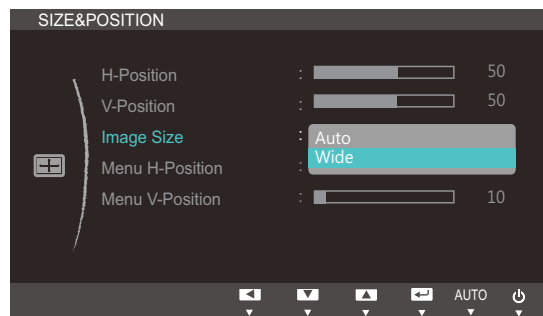 SIZE&POSITION
H-Position : 50
V-Position : 50
Image Size : Auto
Wide
Menu H-Position :
Menu V-Position : 10
AUTO